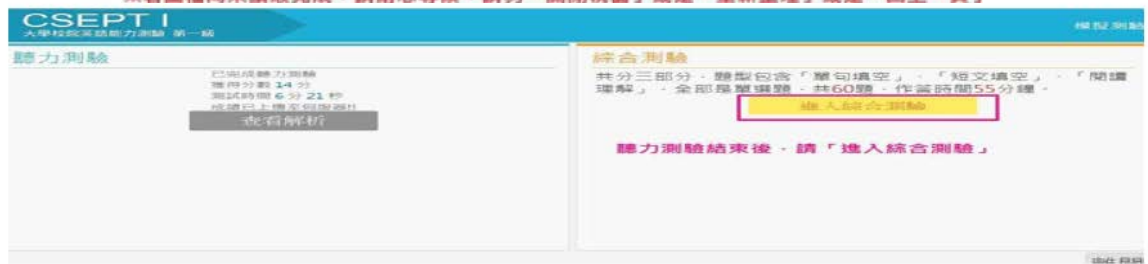 CSEPT I
大學校院英語能力測驗 第一級
模擬測驗
聽力測驗
已完成聽力測驗
獲得分數 14 分
測試時間 6 分 21 秒
成績已上傳至伺服器!!
查看解析
綜合測驗
共分三部分，題型包含「單句填空」、「短文填空」、「閱讀
理解」，全部是單選題，共60題，作答時間55分鐘。
進入綜合測驗
聽力測驗結束後，請「進入綜合測驗」